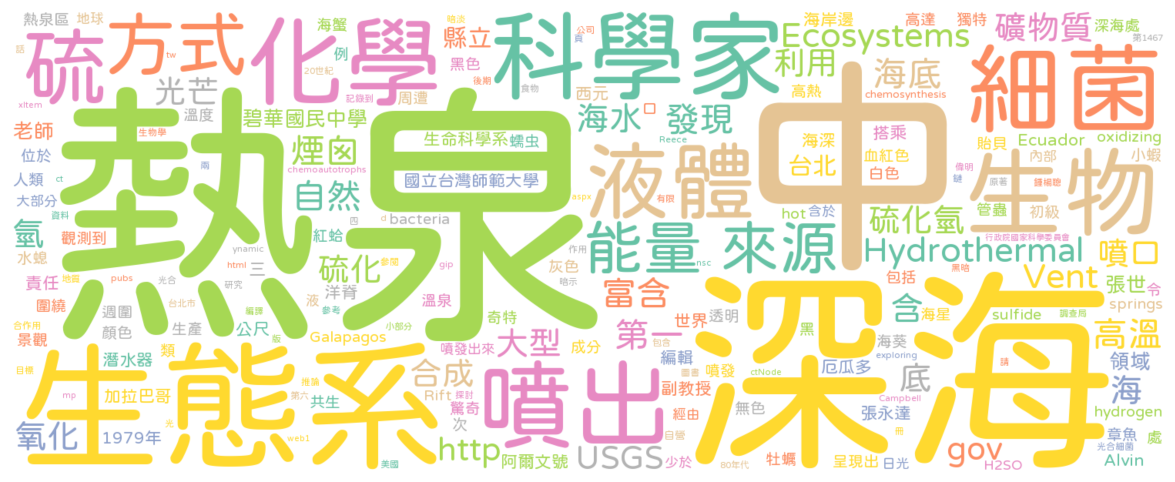 熱泉區 地球 海蟹 暗流 縣立 海岸邊 高達 獨特 礦物質 深海處
話 tw 硫 方式 化學 例 20世紀 黑色 後期 公司 科學家 Ecosystems 利用 海底 細菌 第1467
xItem 光芒 溫度 記錄到 周遭 西元 食物 高熱 chemosynthesis
老師 生物學 碧華國民中學 生命科學系 蠕虫 海水 口 發現 海深 搭乘 貽貝 Ecuador oxidizing
位於 煙囪 chemoautotrophs Reece 台北 血紅色 白色 偉明 內部 小蝦
人類 兩 熱泉 國立台灣師範大學 液體 中 鏈 原著 鍾楊聰 生物
大部分 ct 自然 aspx 有限 含於 管蟲 初級
氫 資料 四 d bacteria 能量 來源 hot 硫化氫 行政院國家科學委員會
觀測到 ynamic 紅蛤 作用 Hydrothermal 噴口
水螅 地殼 pubs html 光合 三 硫化 參閱 gip 灰色 nsc 黑咕 Vent 張世 令
責任 研究 洋脊 溫泉 暗示 富含 包括 含 springs
圍繞 週圍 台北市 編譯 液 參考 奇特 世界 透明 黑 海星 sulfide 調查局
合作用 顏色 生產 公尺 版 小部分 第一 高溫
景觀 潛水器 Galapagos 噴發出來 大型 成分 編輯 噴發 包含 海葵 exploring 請 領域
目標 生態系 類 推論 合成 噴出 圖書 ctNode 厄瓜多 底 深海 海
mp 加拉巴哥 第六 共生 探討 Rift 驚奇 副教授 無色 Campbell hydrogen
氧化 1979年 光 次 經由 自營 張永達 冊 光合細菌 章魚 處
web1 美國 http 阿爾文號 USGS 少於 80年代 牡蠣 呈現出 日光 gov H2SO Alvin